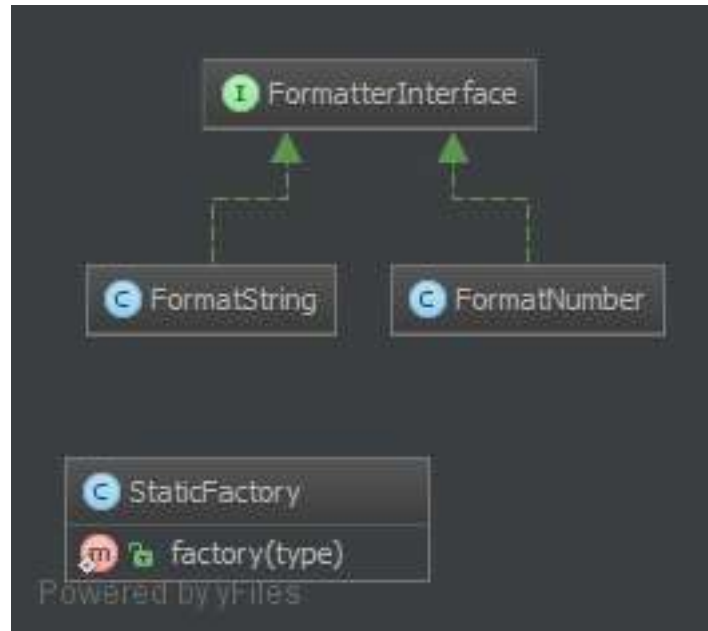 I FormatterInterface
C FormatString
C FormatNumber
C StaticFactory
m factory(type)
Powered by yFiles